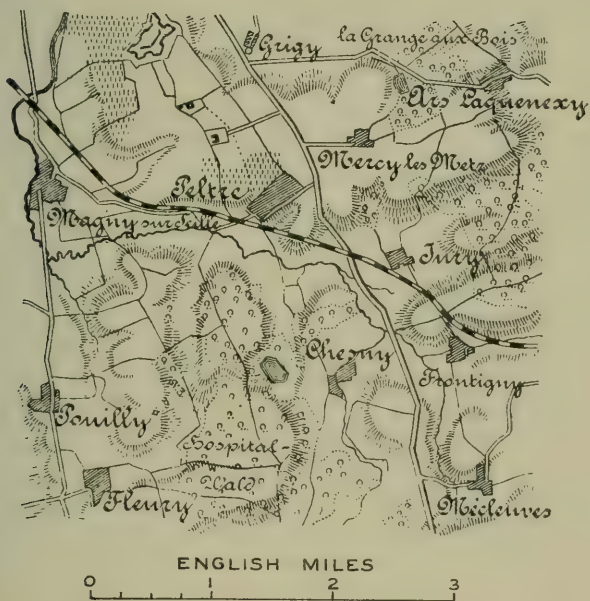 Grigy
la Grange aux Bois
Ars Laquenexy
Mercy les Metz
Peltre
Magny sur Seille
Jury
Chesny
Frontigny
Pouilly
Hospital-
Wald
Fleury
Mécleuves
ENGLISH MILES
0 1 2 3